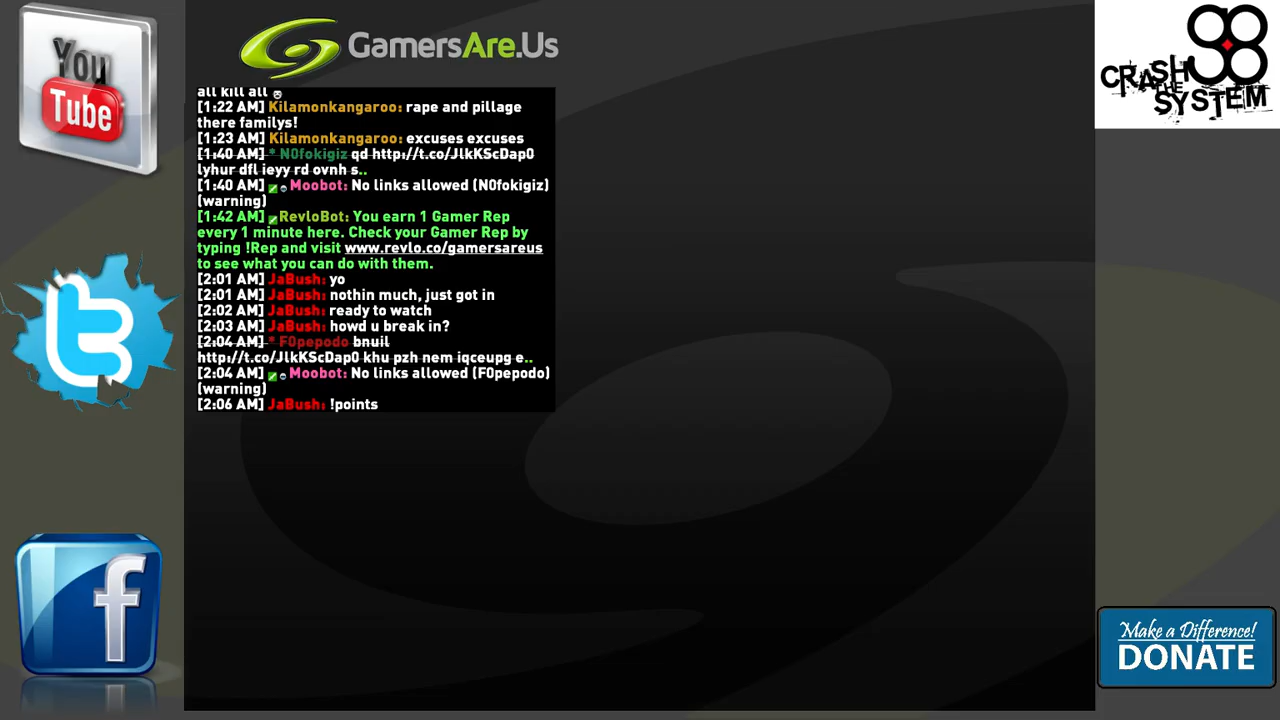 You
Tube
GamersAre.Us
CRASH
THE
SYSTEM
all kill all
[1:22 AM] Kilamonkangaroo: rape and pillage
there familys!
[1:23 AM] Kilamonkangaroo: excuses excuses
[1:40 AM] * N0fokigiz qd http://t.co/JlkKScDap0
lyhur dfl ieyy rd ovnh s..
[1:40 AM] Moobot: No links allowed (N0fokigiz)
(warning)
[1:42 AM] RevloBot: You earn 1 Gamer Rep
every 1 minute here. Check your Gamer Rep by
typing !Rep and visit www.revlo.co/gamersareus
to see what you can do with them.
[2:01 AM] JaBush: yo
[2:01 AM] JaBush: nothin much, just got in
[2:02 AM] JaBush: ready to watch
[2:03 AM] JaBush: howd u break in?
[2:04 AM] * F0pepodo bnuil
http://t.co/JlkKScDap0 khu pzh nem iqceupg e..
[2:04 AM] Moobot: No links allowed (F0pepodo)
(warning)
[2:06 AM] JaBush: !points
t
f
Make a Difference!
DONATE